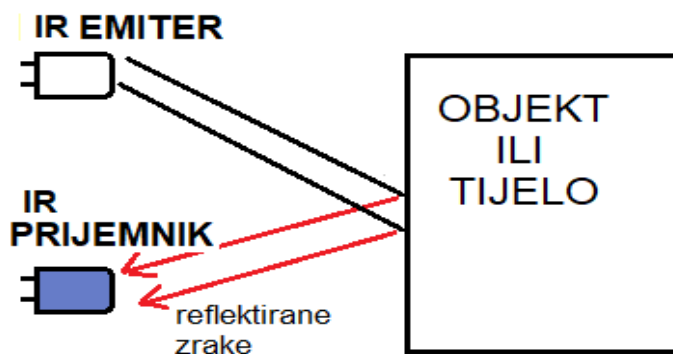 IR EMITER
OBJEKT
ILI
TIJELO
IR
PRIJEMNIK
reflektirane
zrake